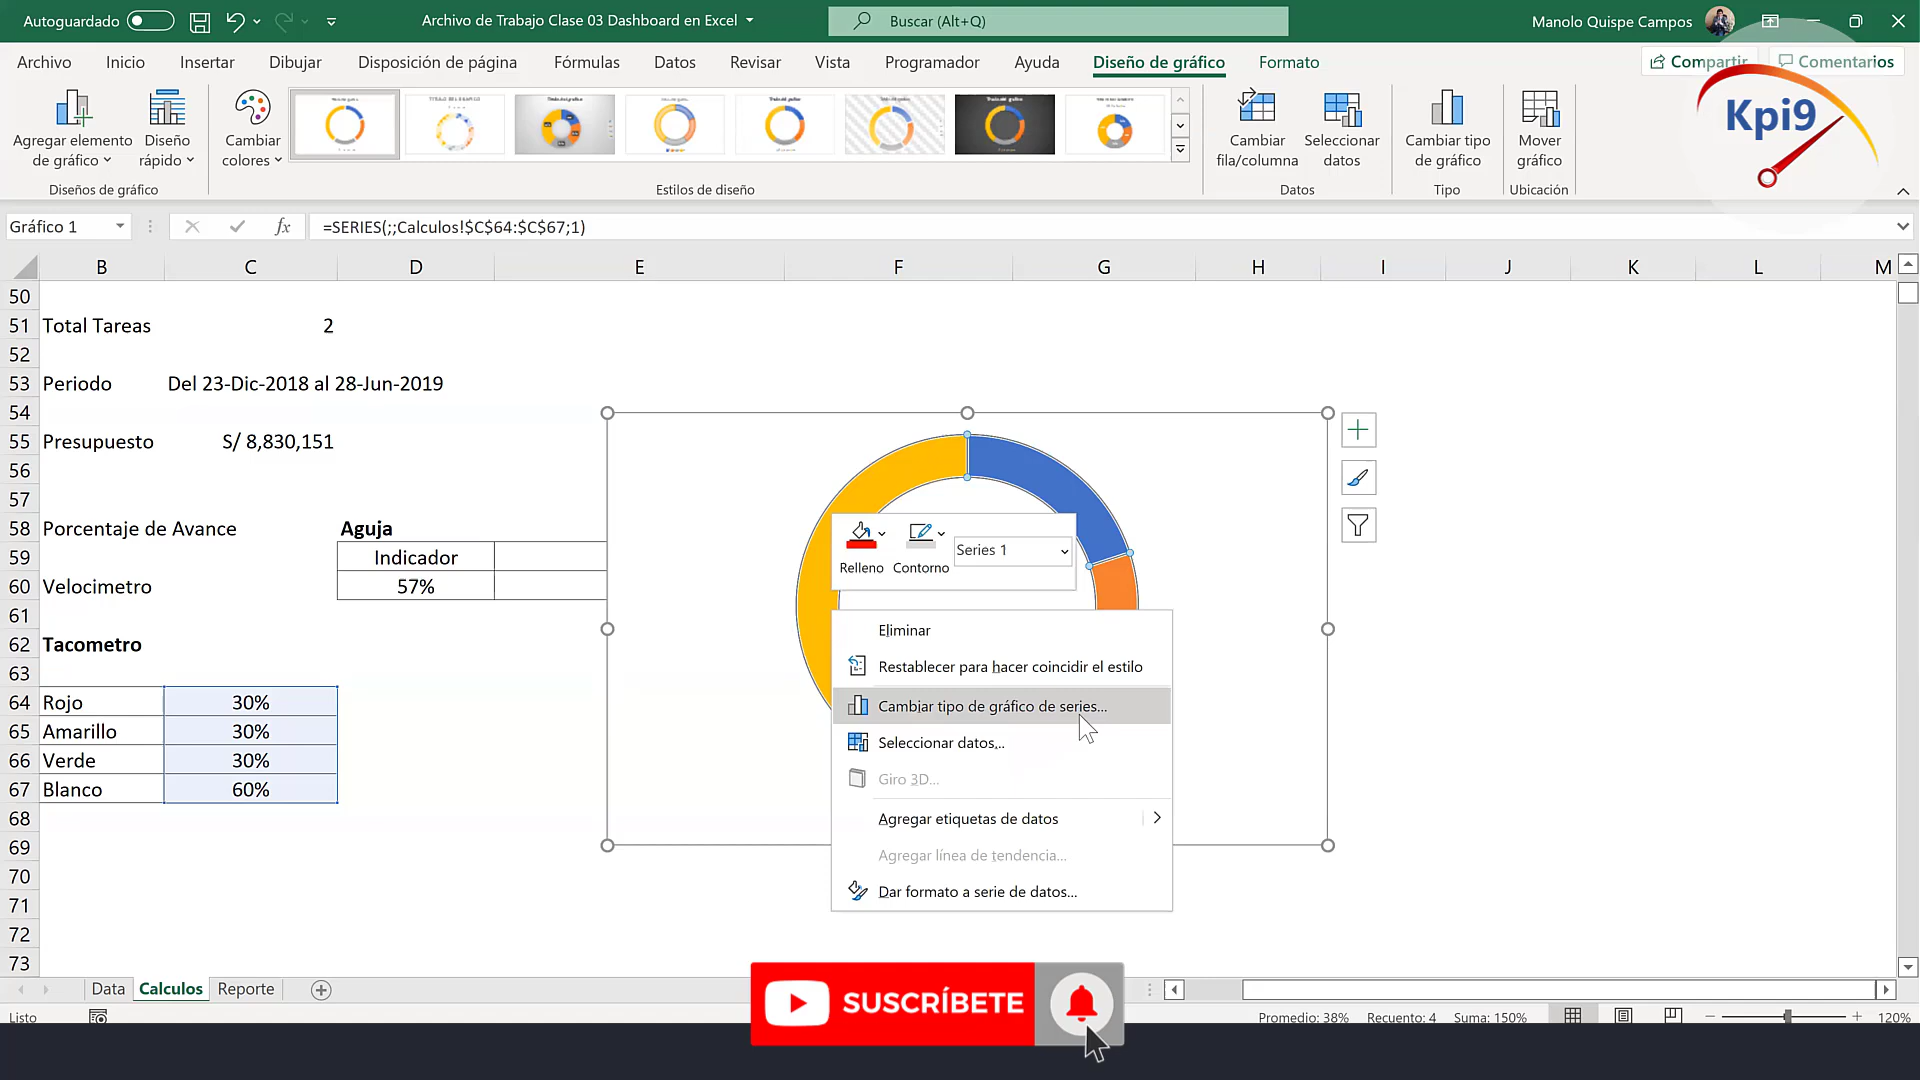 Autoguardado
Archivo de Trabajo Clase 03 Dashboard en Excel
Buscar (Alt+Q)
Manolo Quispe Campos
Archivo Inicio Insertar Dibujar Disposición de página Fórmulas Datos Revisar Vista Programador Ayuda Diseño de gráfico Formato
Compartir Comentarios
Kpi9
Agregar elemento de gráfico
Diseño rápido
Cambiar colores
Cambiar fila/columna
Seleccionar datos
Cambiar tipo de gráfico
Mover gráfico
Diseños de gráfico
Estilos de diseño
Datos
Tipo
Ubicación
Gráfico 1
fx
=SERIES(;;Calculos!$C$64:$C$67;1)
B C D E F G H I J K L M
50
51 Total Tareas 2
52
53 Periodo Del 23-Dic-2018 al 28-Jun-2019
54
55 Presupuesto S/ 8,830,151
56
57
58 Porcentaje de Avance Aguja
59 Indicador
60 Velocimetro 57%
61
62 Tacometro
63
64 Rojo 30%
65 Amarillo 30%
66 Verde 30%
67 Blanco 60%
68
69
70
71
72
73
Relleno
Contorno
Series 1
Eliminar
Restablecer para hacer coincidir el estilo
Cambiar tipo de gráfico de series...
Seleccionar datos...
Giro 3D...
Agregar etiquetas de datos
Agregar línea de tendencia...
Dar formato a serie de datos...
Data Calculos Reporte
SUSCRÍBETE
Listo
Promedio: 38% Recuento: 4 Suma: 150%
120%